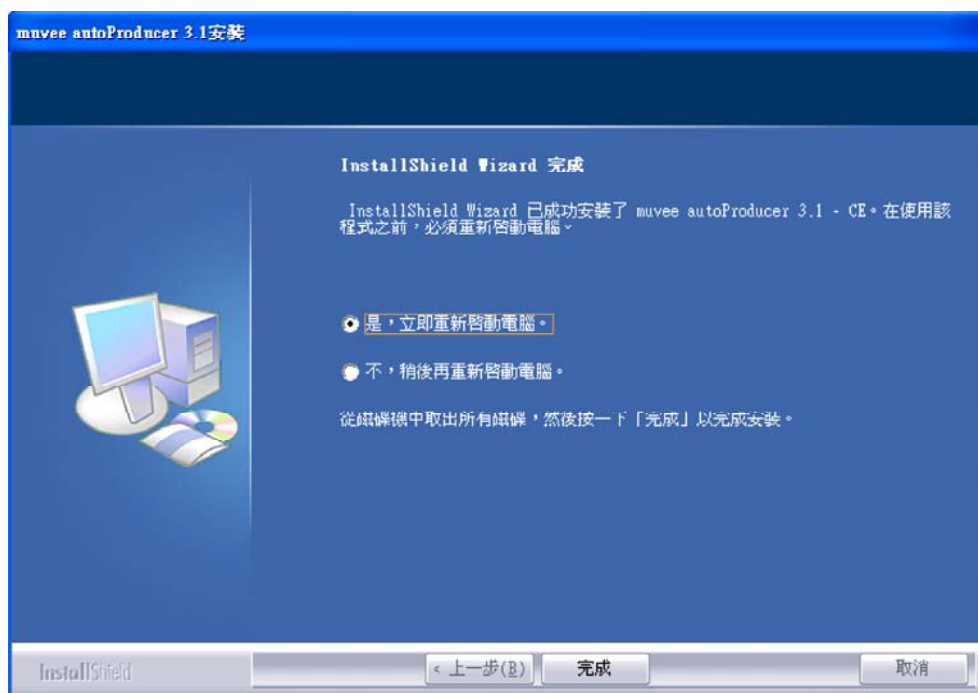 muvee autoProducer 3.1安裝
InstallShield Wizard 完成
InstallShield Wizard 已成功安裝了 muvee autoProducer 3.1 - CE。在使用該
程式之前，必須重新啓動電腦。
是，立即重新啓動電腦。
不，稍後再重新啓動電腦。
從磁碟機中取出所有磁碟，然後按一下「完成」以完成安裝。
InstallShield
< 上一步(B)
完成
取消